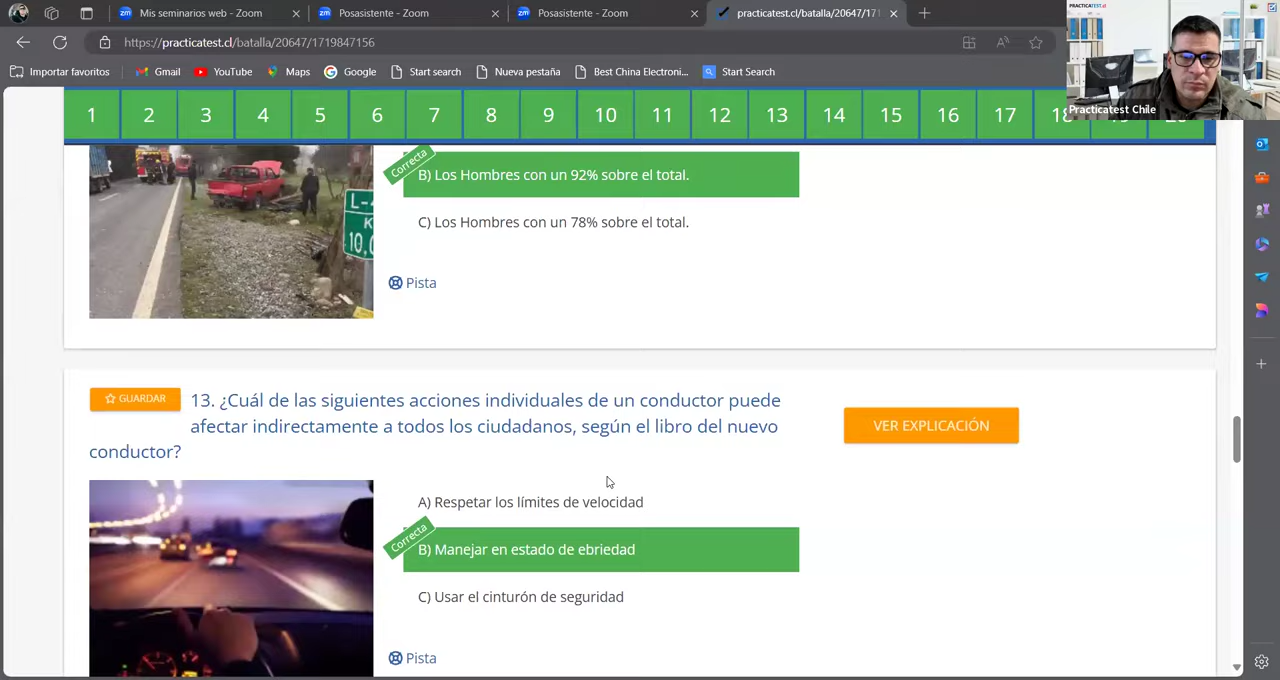 Mis seminarios web - Zoom
Posasistente - Zoom
Posasistente - Zoom
practicatest.cl/batalla/20647/171
https://practicatest.cl/batalla/20647/1719847156
Importar favoritos
Gmail
YouTube
Maps
Google
Start search
Nueva pestaña
Best China Electroni...
Start Search
PRACTICATEST.cl
Practicatest Chile
1 2 3 4 5 6 7 8 9 10 11 12 13 14 15 16 17 18
Correcta
B) Los Hombres con un 92% sobre el total.
C) Los Hombres con un 78% sobre el total.
Pista
GUARDAR
13. ¿Cuál de las siguientes acciones individuales de un conductor puede
afectar indirectamente a todos los ciudadanos, según el libro del nuevo
conductor?
VER EXPLICACIÓN
A) Respetar los límites de velocidad
Correcta
B) Manejar en estado de ebriedad
C) Usar el cinturón de seguridad
Pista